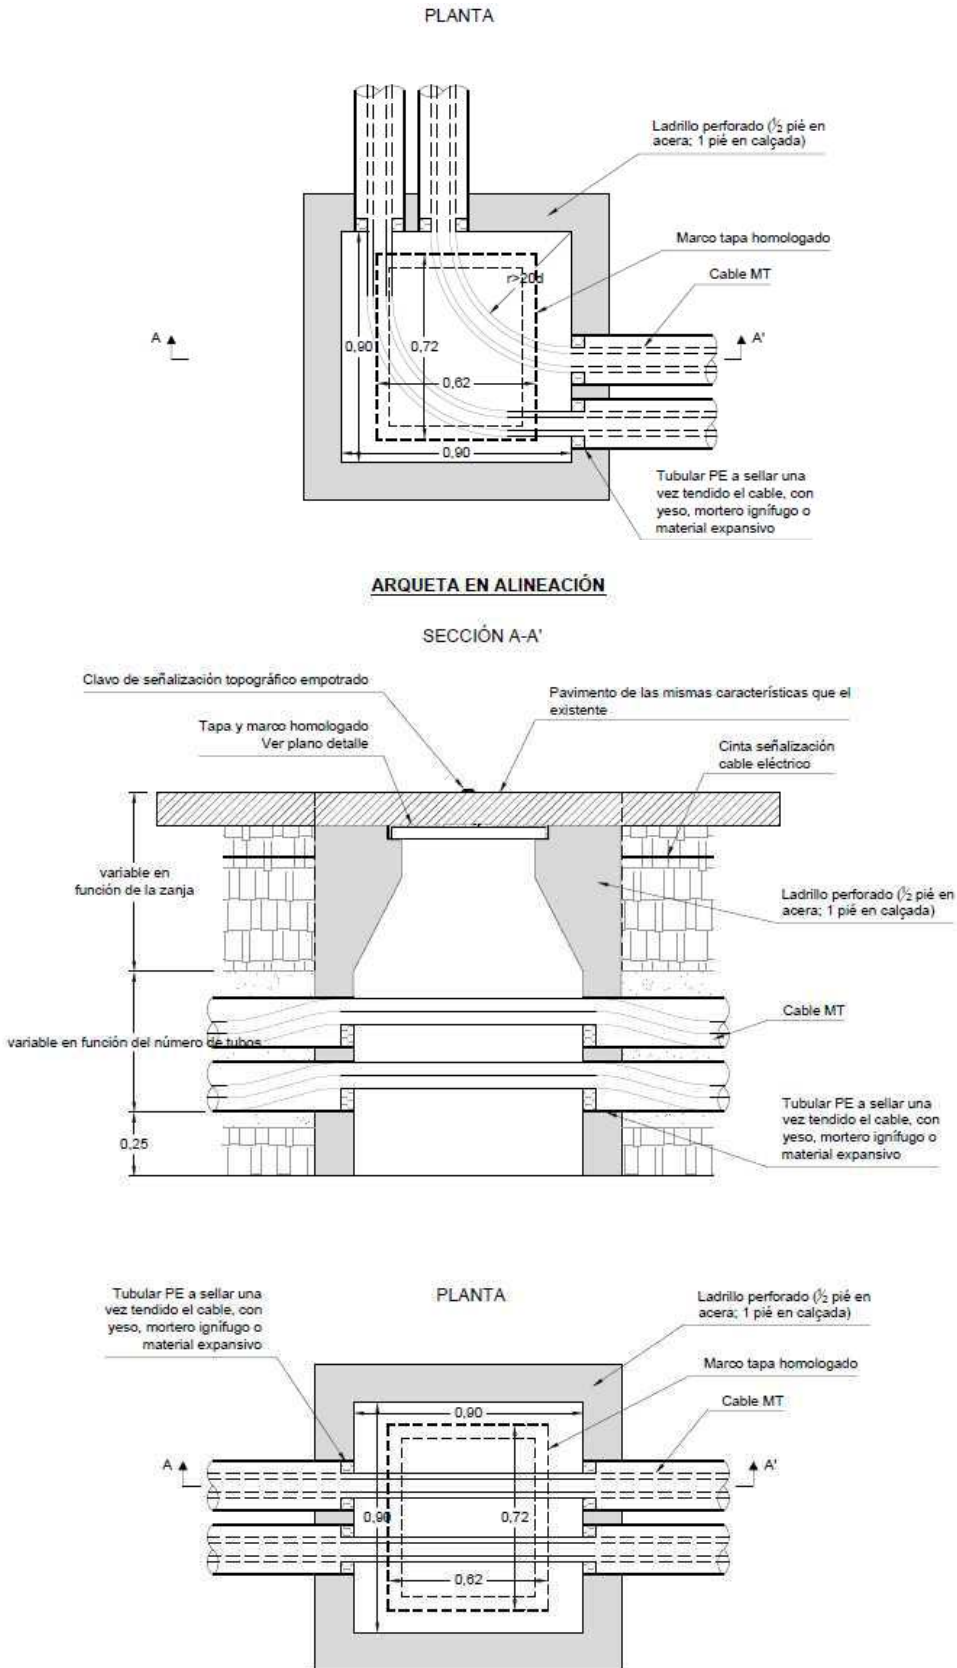 PLANTA
Ladrillo perforado (½ pié en
acera; 1 pié en calçada)
Marco tapa homologado
Cable MT
r>20d
A
A'
0,90
0,72
0,62
0,90
Tubular PE a sellar una
vez tendido el cable, con
yeso, mortero ignífugo o
material expansivo
ARQUETA EN ALINEACIÓN
SECCIÓN A-A'
Clavo de señalización topográfico empotrado
Pavimento de las mismas características que el
existente
Tapa y marco homologado
Ver plano detalle
Cinta señalización
cable eléctrico
variable en
función de la zanja
Ladrillo perforado (½ pié en
acera; 1 pié en calçada)
Cable MT
variable en función del número de tubos
Tubular PE a sellar una
vez tendido el cable, con
yeso, mortero ignífugo o
material expansivo
0,25
Tubular PE a sellar una
vez tendido el cable, con
yeso, mortero ignífugo o
material expansivo
PLANTA
Ladrillo perforado (½ pié en
acera; 1 pié en calçada)
Marco tapa homologado
Cable MT
0,90
A
A'
0,90
0,72
0,62